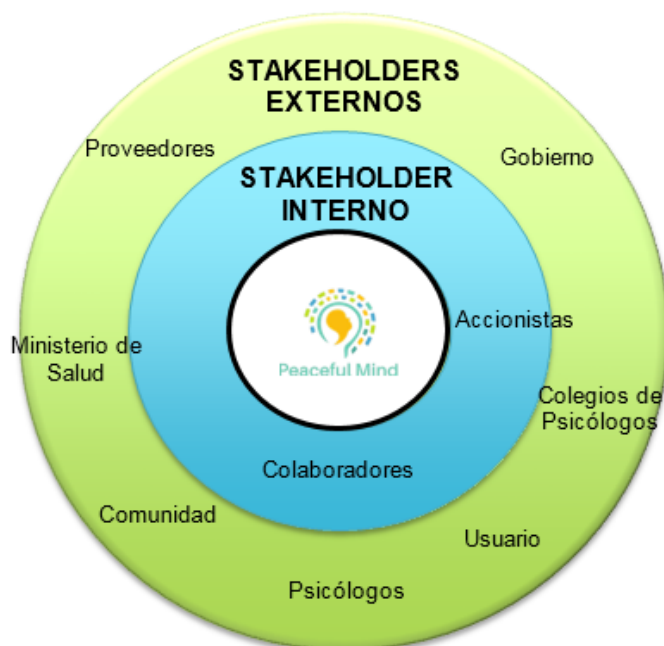 STAKEHOLDERS
EXTERNOS
Proveedores
Gobierno
STAKEHOLDER
INTERNO
Accionistas
Peaceful Mind
Ministerio de
Salud
Colegios de
Psicólogos
Colaboradores
Comunidad
Usuario
Psicólogos